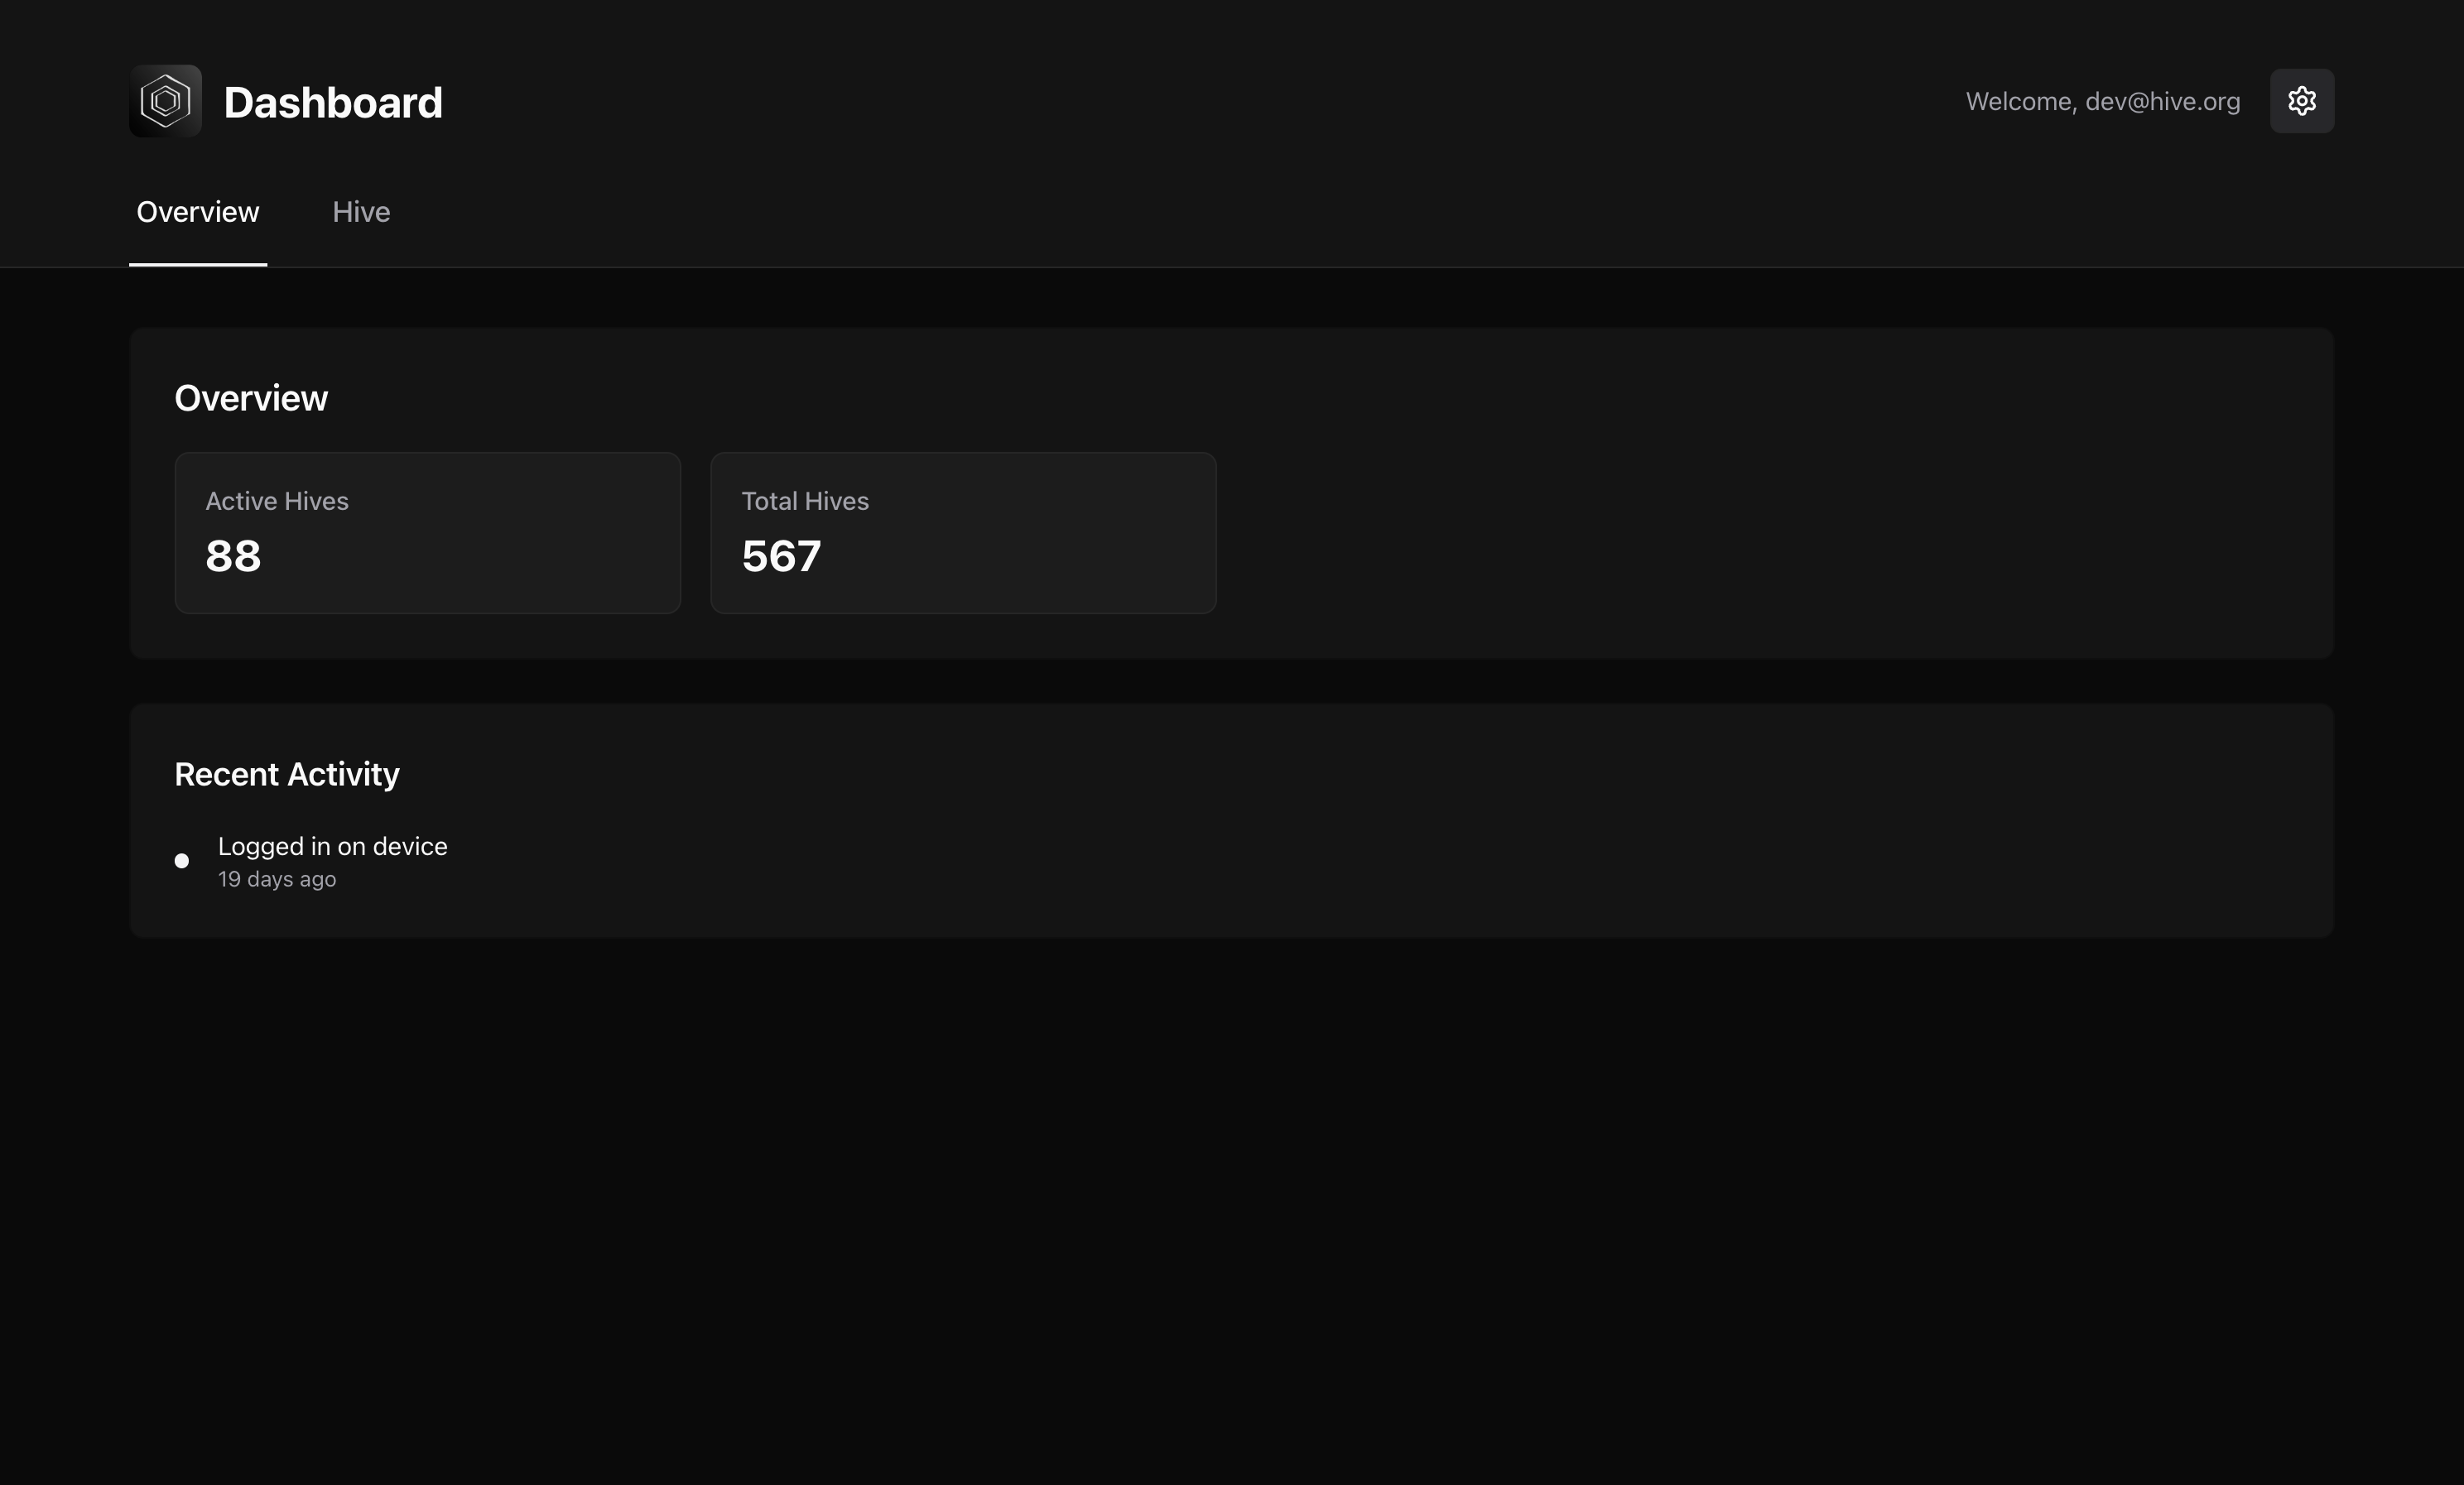 Dashboard
Welcome, dev@hive.org
Overview
Hive
Overview
Active Hives
88
Total Hives
567
Recent Activity
Logged in on device
19 days ago